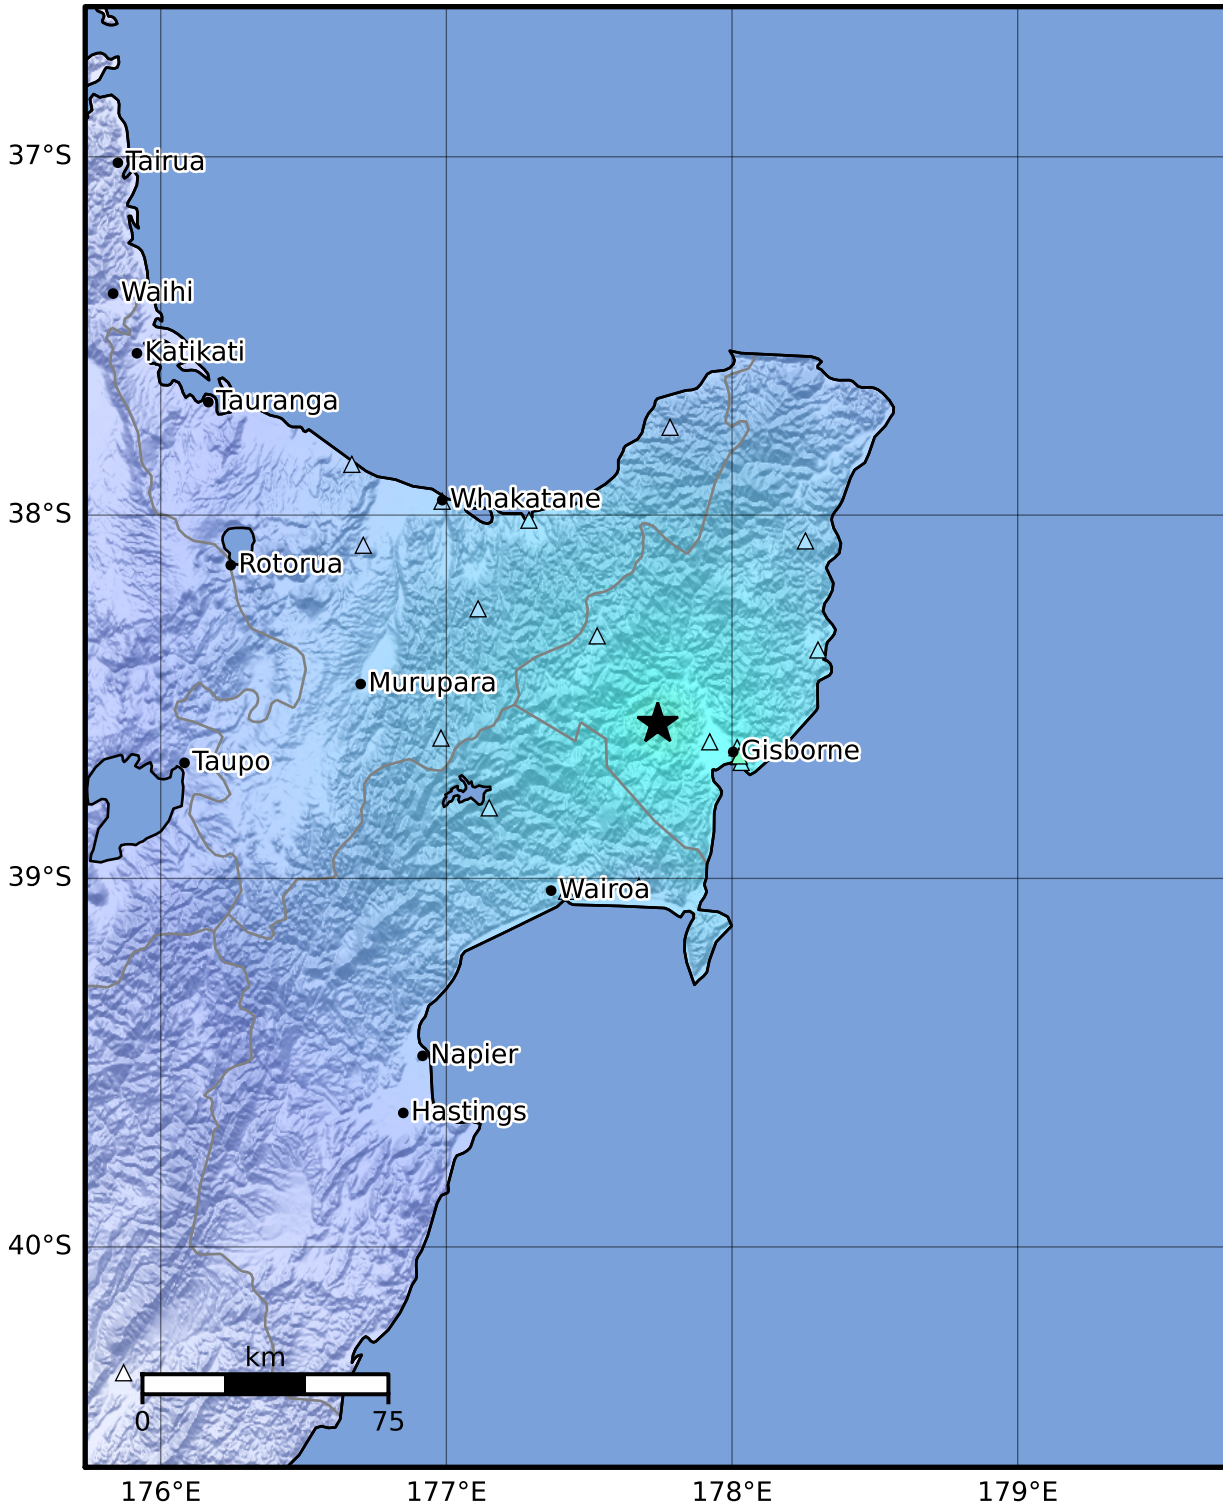 37°S
Tairua
Waihi
Katikati
Tauranga
38°S
Whakatane
Rotorua
Murupara
Gisborne
Taupo
39°S
Wairoa
Napier
Hastings
40°S
km
0 75
176°E 177°E 178°E 179°E